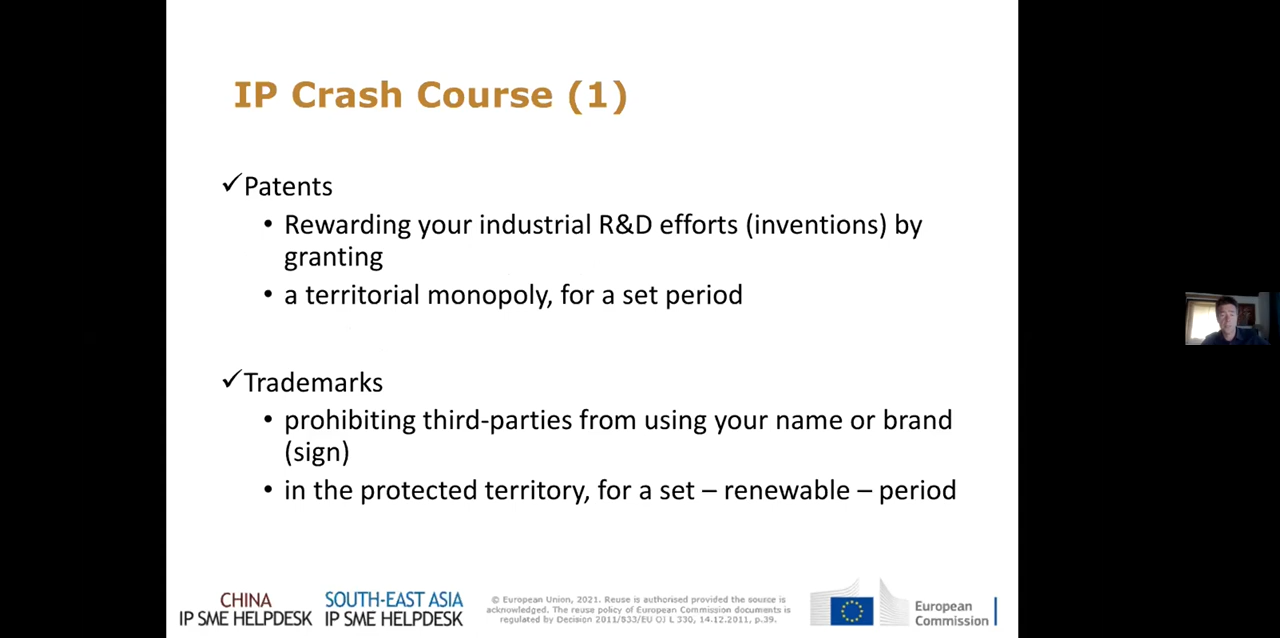 IP Crash Course (1)
✓Patents
• Rewarding your industrial R&D efforts (inventions) by
granting
• a territorial monopoly, for a set period
✓Trademarks
• prohibiting third-parties from using your name or brand
(sign)
• in the protected territory, for a set – renewable – period
CHINA
IP SME HELPDESK
SOUTH-EAST ASIA
IP SME HELPDESK
© European Union, 2021. Reuse is authorised provided the source is
acknowledged. The reuse policy of European Commission documents is
regulated by Decision 2011/833/EU OJ L 330, 14.12.2011, p.39.
European
Commission